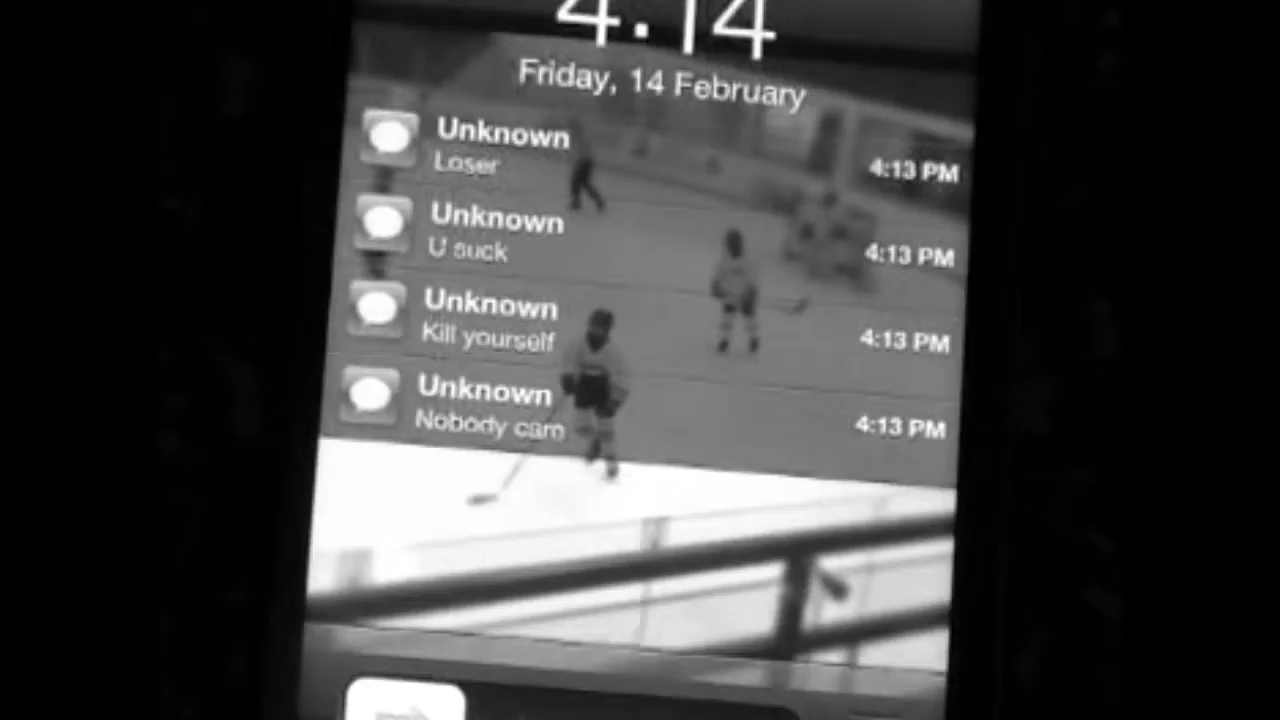 4:14
Friday, 14 February
Unknown
Loser
4:13 PM
Unknown
U suck
4:13 PM
Unknown
Kill yourself
4:13 PM
Unknown
Nobody care
4:13 PM